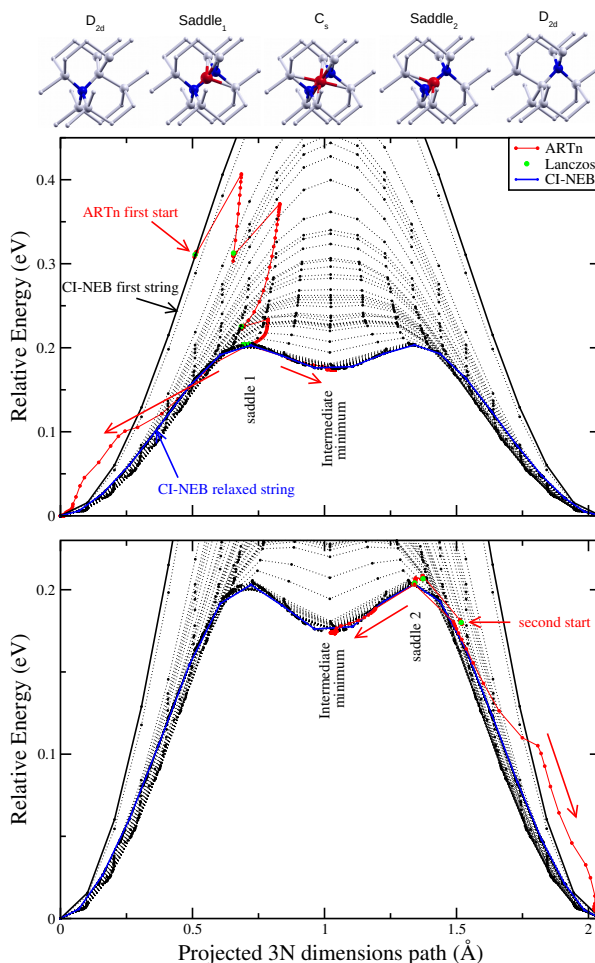 D2d Saddle1 Cs Saddle2 D2d
ARTn
Lanczos
CI-NEB
0.4
ARTn first start
0.3
CI-NEB first string
0.2
0.1
0
Relative Energy (eV)
saddle 1
Intermediate
minimum
CI-NEB relaxed string
0.2
0.1
0
Relative Energy (eV)
second start
saddle 2
Intermediate
minimum
0 0.5 1 1.5 2
Projected 3N dimensions path (Å)